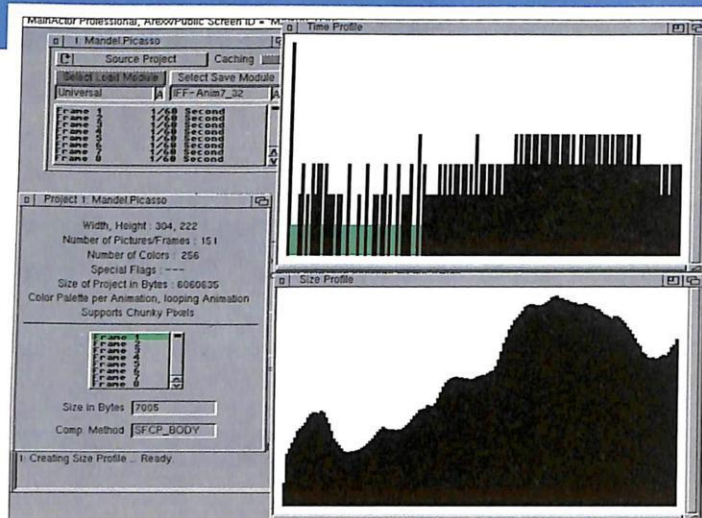 MainActor Professional, Arexx/Public Screen ID =
1. Mandel.Picasso
Source Project
Caching
Select Load Module
Select Save Module
Universal
A
IFF-Anim7_32
A
Frame 1 1/60 Second
Frame 2 1/60 Second
Frame 3 1/60 Second
Frame 4 1/60 Second
Frame 5 1/60 Second
Frame 6 1/60 Second
Frame 7 1/60 Second
Frame 8 1/60 Second
Time Profile
Project 1: Mandel.Picasso
Width, Height : 304, 222
Number of Pictures/Frames : 151
Number of Colors : 256
Special Flags : ---
Size of Project in Bytes : 6060635
Color Palette per Animation, looping Animation
Supports Chunky Pixels
Frame 1
Frame 2
Frame 3
Frame 4
Frame 5
Frame 6
Frame 7
Frame 8
Size in Bytes 7005
Comp. Method SFCP_BODY
1: Creating Size Profile ... Ready.
Size Profile